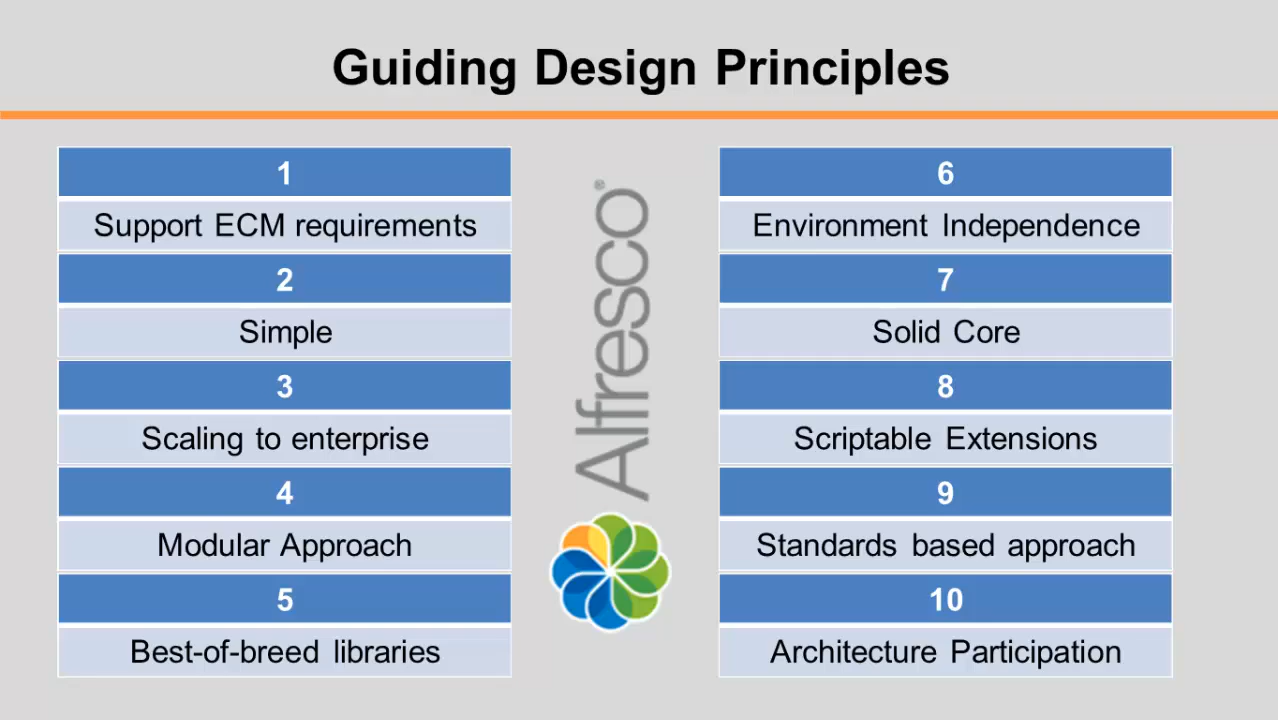 Guiding Design Principles
1
Support ECM requirements
2
Simple
3
Scaling to enterprise
4
Modular Approach
5
Best-of-breed libraries
Alfresco®
6
Environment Independence
7
Solid Core
8
Scriptable Extensions
9
Standards based approach
10
Architecture Participation